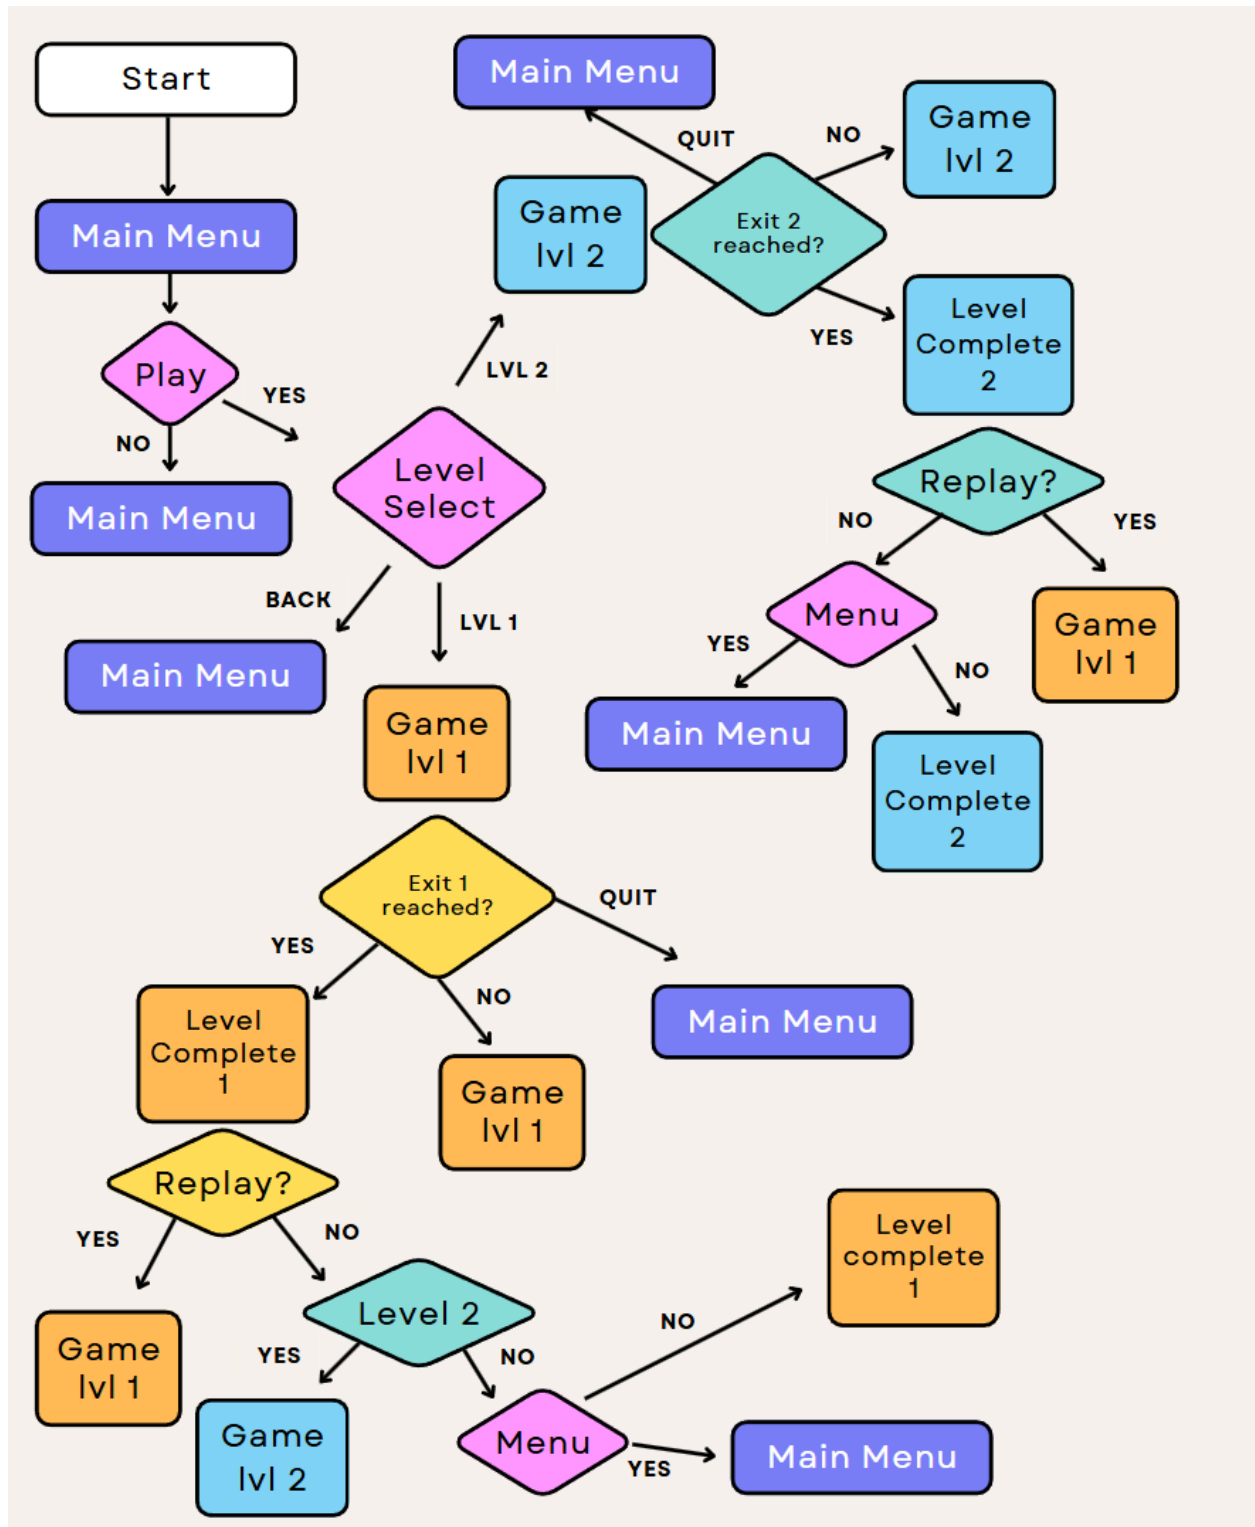 Start
Main Menu
Play
YES
NO
Main Menu
Level
Select
LVL 2
BACK
LVL 1
Main Menu
Game
lvl 2
Main Menu
QUIT
NO
Game
lvl 2
Exit 2
reached?
YES
Level
Complete
2
Replay?
NO
YES
Menu
Game
lvl 1
YES
NO
Main Menu
Level
Complete
2
Game
lvl 1
Exit 1
reached?
QUIT
YES
NO
Main Menu
Level
Complete
1
Game
lvl 1
Replay?
YES
NO
Game
lvl 1
Level 2
YES
NO
Game
lvl 2
Menu
NO
YES
Level
complete
1
Main Menu